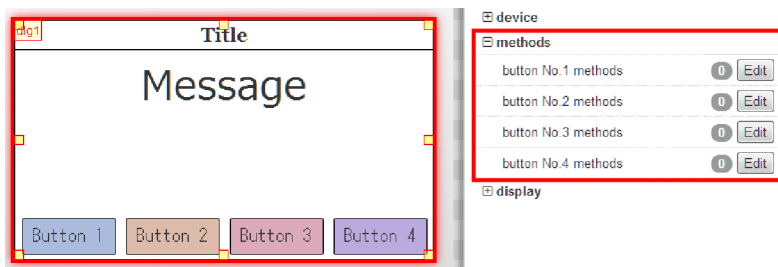 dlg1
Title
Message
Button 1
Button 2
Button 3
Button 4
device
methods
button No.1 methods 0 Edit
button No.2 methods 0 Edit
button No.3 methods 0 Edit
button No.4 methods 0 Edit
display